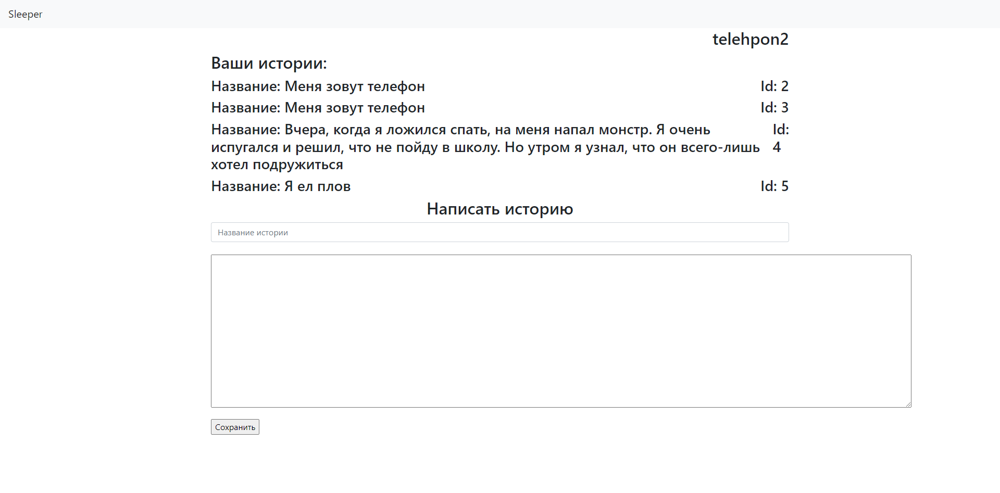 Sleeper
telehpon2
Ваши истории:
Название: Меня зовут телефон Id: 2
Название: Меня зовут телефон Id: 3
Название: Вчера, когда я ложился спать, на меня напал монстр. Я очень Id:
испугался и решил, что не пойду в школу. Но утром я узнал, что он всего-лишь 4
хотел подружиться
Название: Я ел плов Id: 5
Написать историю
Название истории
Сохранить